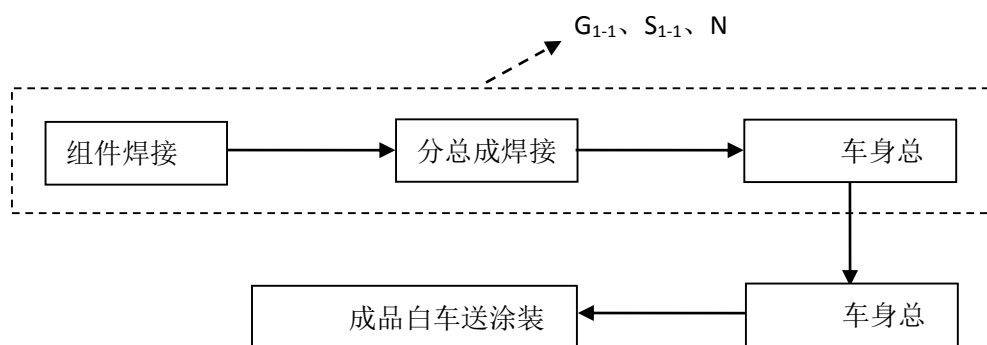 G1-1、S1-1、N
组件焊接
分总成焊接
车身总
成品白车送涂装
车身总